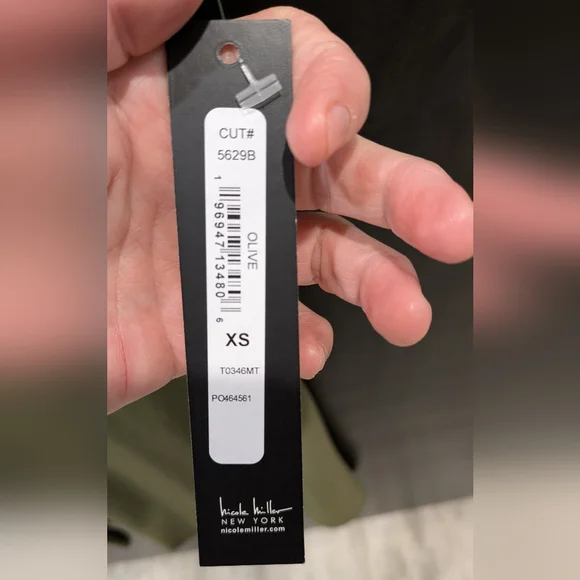 CUT#
5629B
OLIVE
1 96947 13480 6
XS
T0346MT
PO464561
nicole miller
NEW YORK
nicolemiller.com